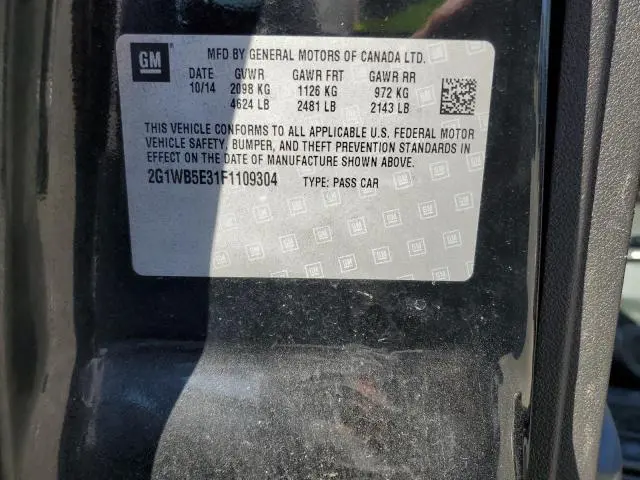 GM
MFD BY GENERAL MOTORS OF CANADA LTD.
DATE GVWR GAWR FRT GAWR RR
10/14 2098 KG 1126 KG 972 KG
4624 LB 2481 LB 2143 LB
THIS VEHICLE CONFORMS TO ALL APPLICABLE U.S. FEDERAL MOTOR
VEHICLE SAFETY, BUMPER, AND THEFT PREVENTION STANDARDS IN
EFFECT ON THE DATE OF MANUFACTURE SHOWN ABOVE.
2G1WB5E31F1109304 TYPE: PASS CAR